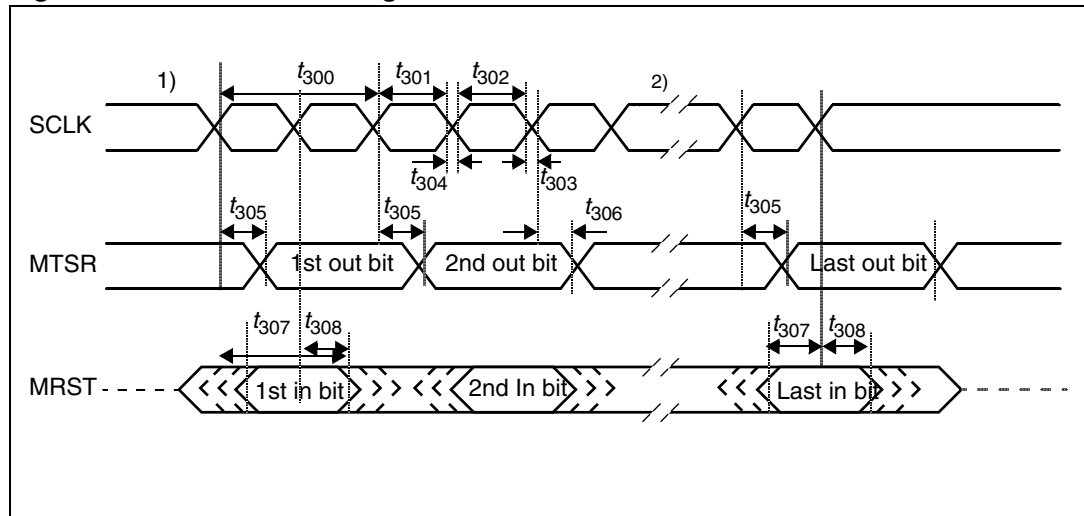 1) t300 t301 t302 2)
SCLK
t304 t303
t305 t305 t306 t305
MTSR 1st out bit 2nd out bit Last out bit
t307 t308 t307 t308
MRST 1st in bit 2nd In bit Last in bit